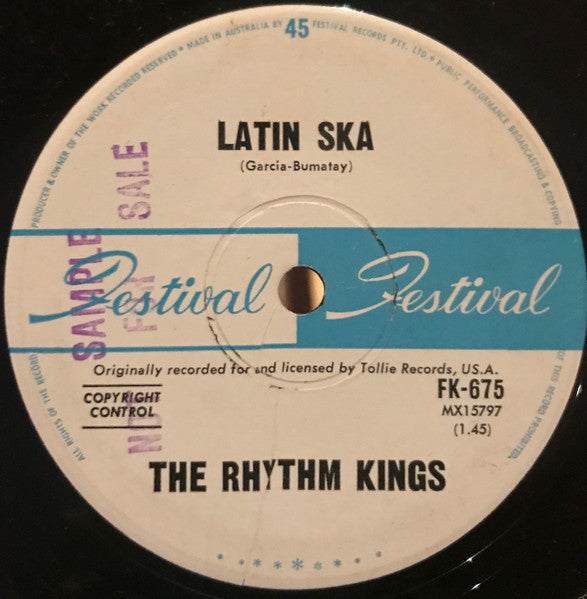 45
PRODUCER & OWNER OF THE WORK RECORDED RESERVED ★ MADE IN AUSTRALIA BY FESTIVAL RECORDS PTY. LTD. ★ PUBLIC PERFORMANCE BROADCASTING & COPYING
LATIN SKA
(Garcia-Bumatay)
SAMPLE
NOT FOR SALE
Festival Festival
Originally recorded for and licensed by Tollie Records, U.S.A.
COPYRIGHT
CONTROL
FK-675
MX15797
(1.45)
THE RHYTHM KINGS
ALL RIGHTS OF THE RECORD
OF THIS RECORD PROHIBITED.